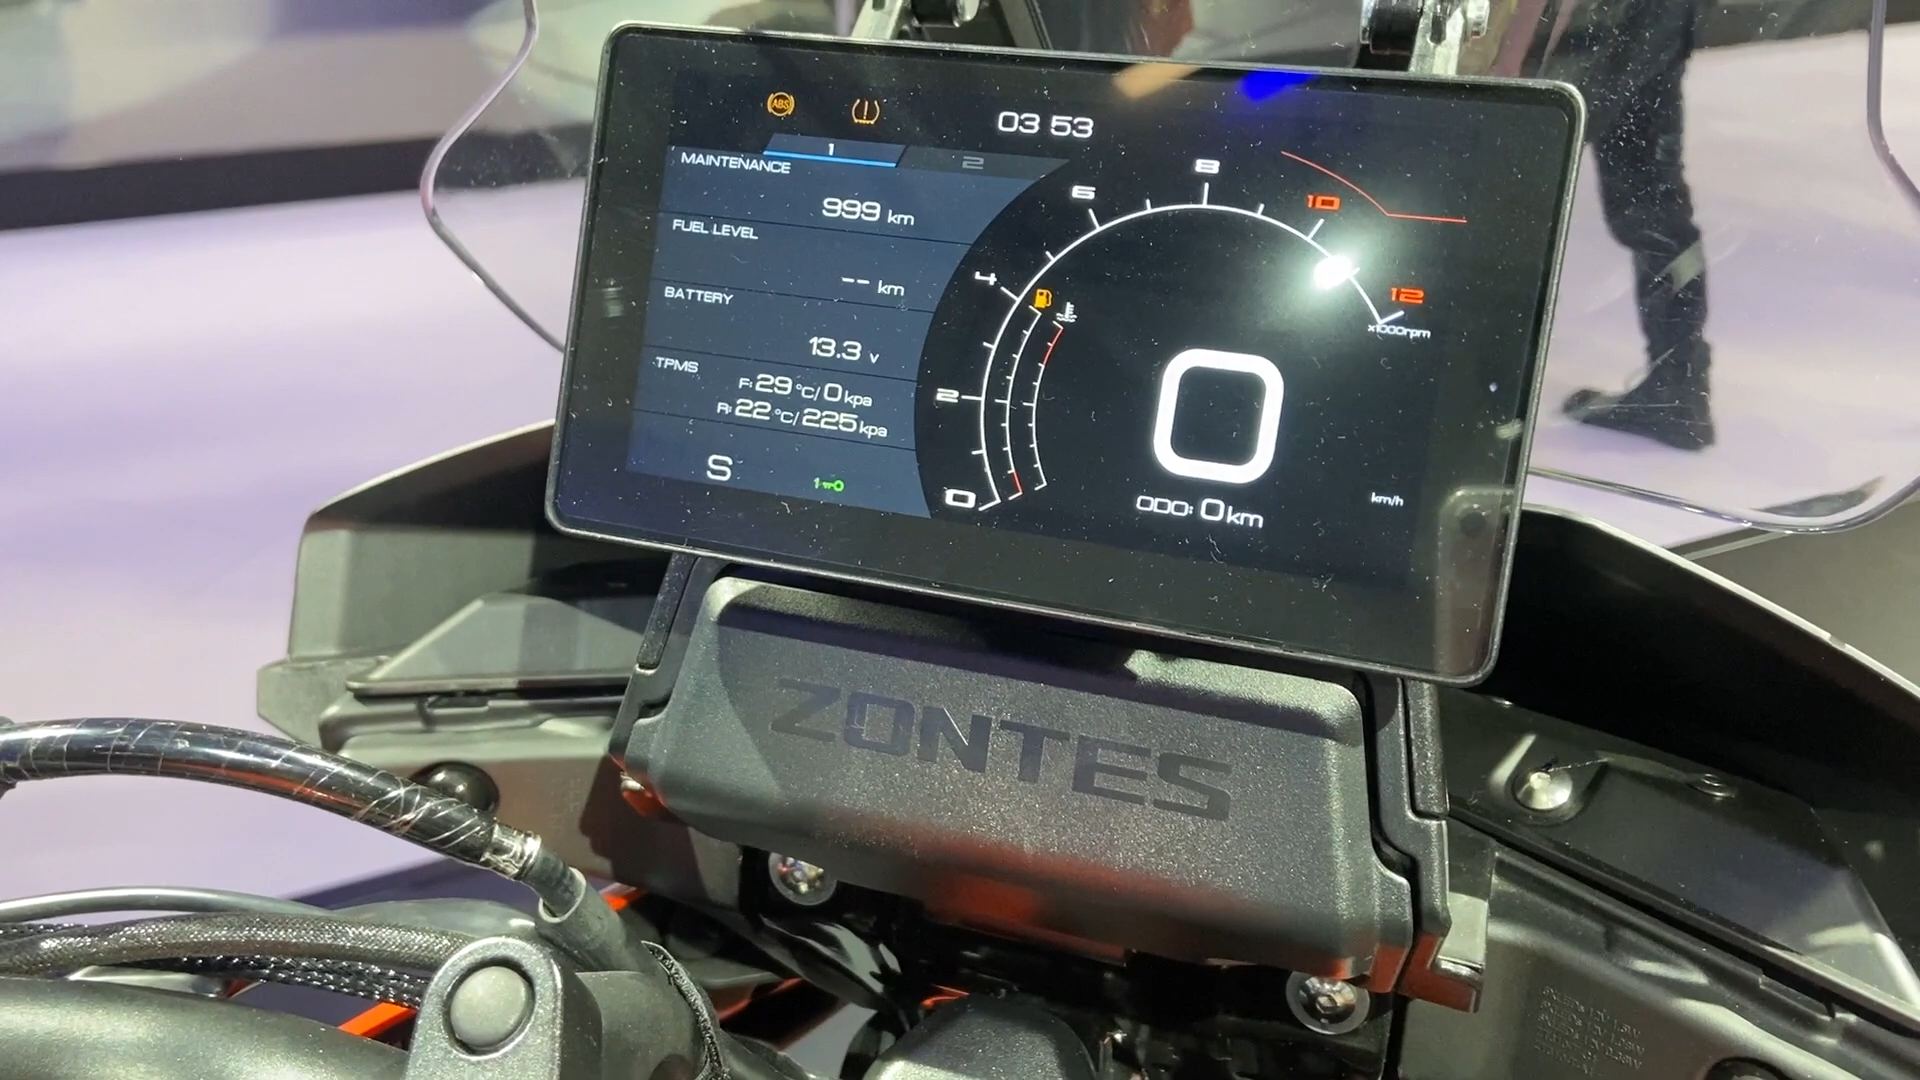 ABS
03 53
1
2
MAINTENANCE
999 km
FUEL LEVEL
-- km
BATTERY
13.3 v
TPMS
F: 29 °C/ 0 kpa
R: 22 °C/ 225 kpa
S
1
0
2
4
6
8
10
12
x1000rpm
0
km/h
ODO: 0 km
ZONTES